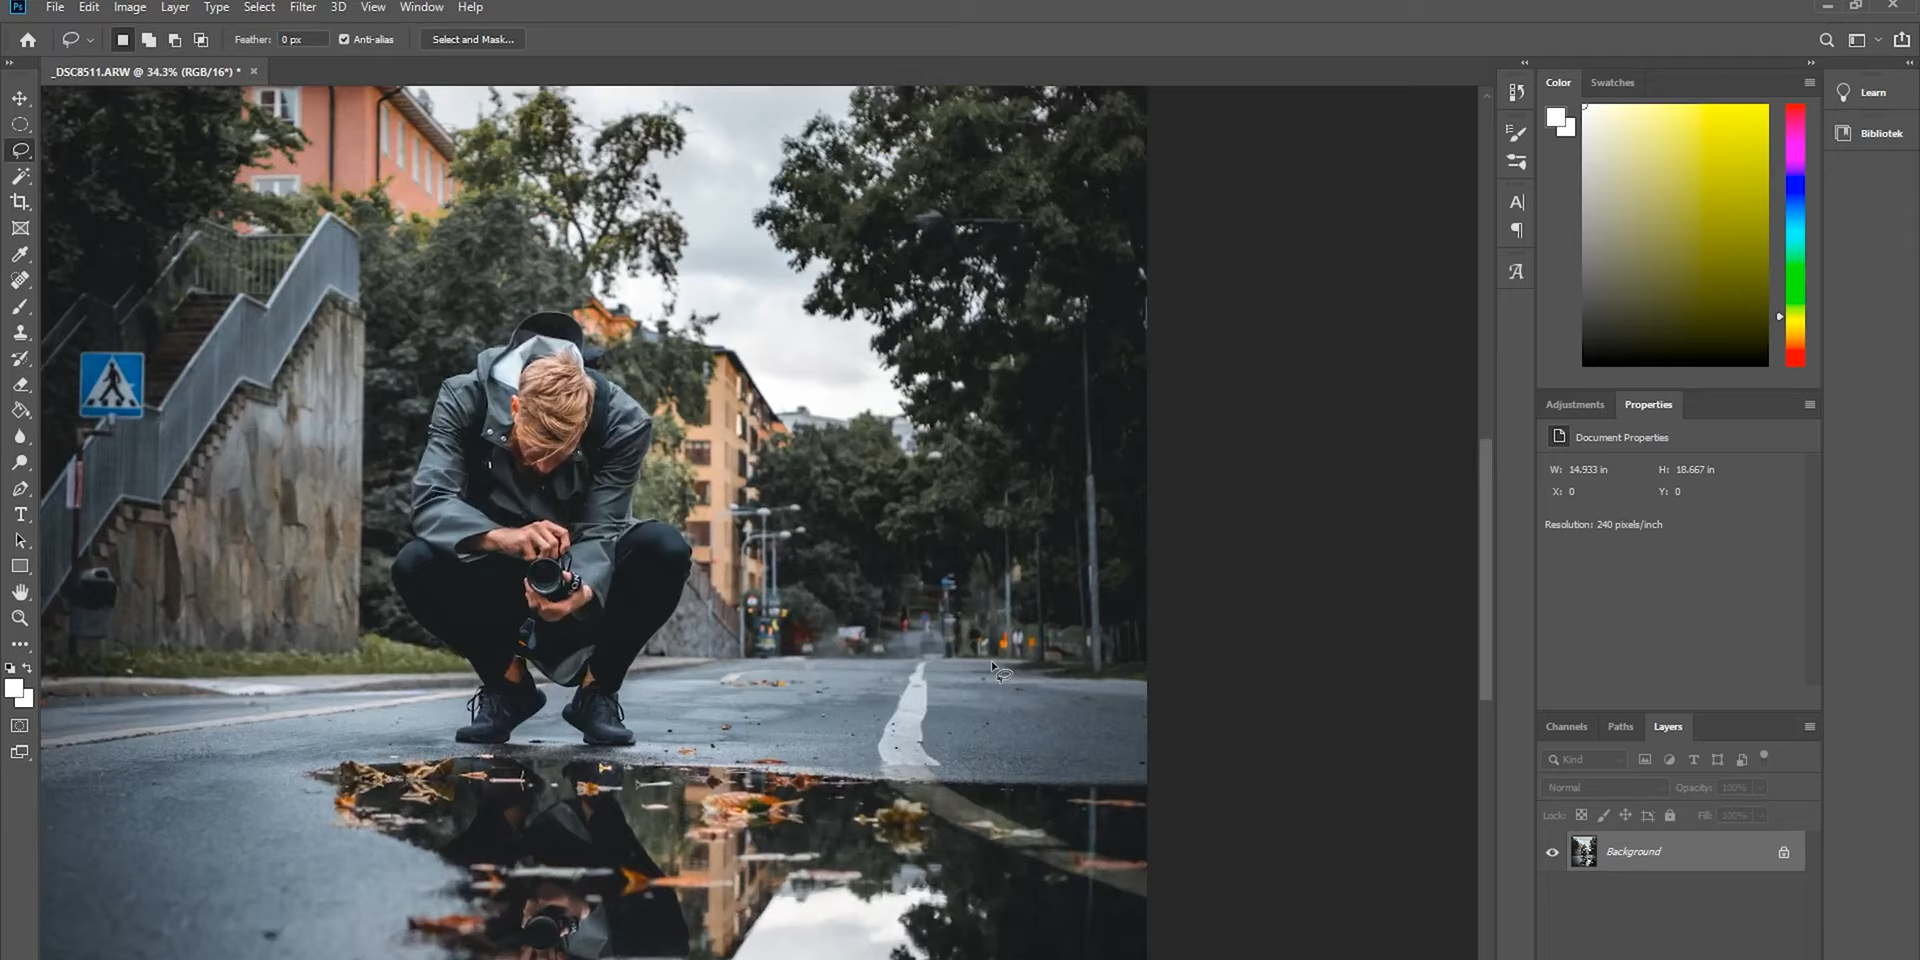 Ps File Edit Image Layer Type Select Filter 3D View Window Help
Feather: 0 px Anti-alias Select and Mask...
_DSC8511.ARW @ 34.3% (RGB/16*) * ×
Color Swatches
Learn
Bibliotek
Adjustments Properties
Document Properties
W: 14.933 in H: 18.667 in
X: 0 Y: 0
Resolution: 240 pixels/inch
Channels Paths Layers
Kind
Normal Opacity: 100%
Lock: Fill: 100%
Background